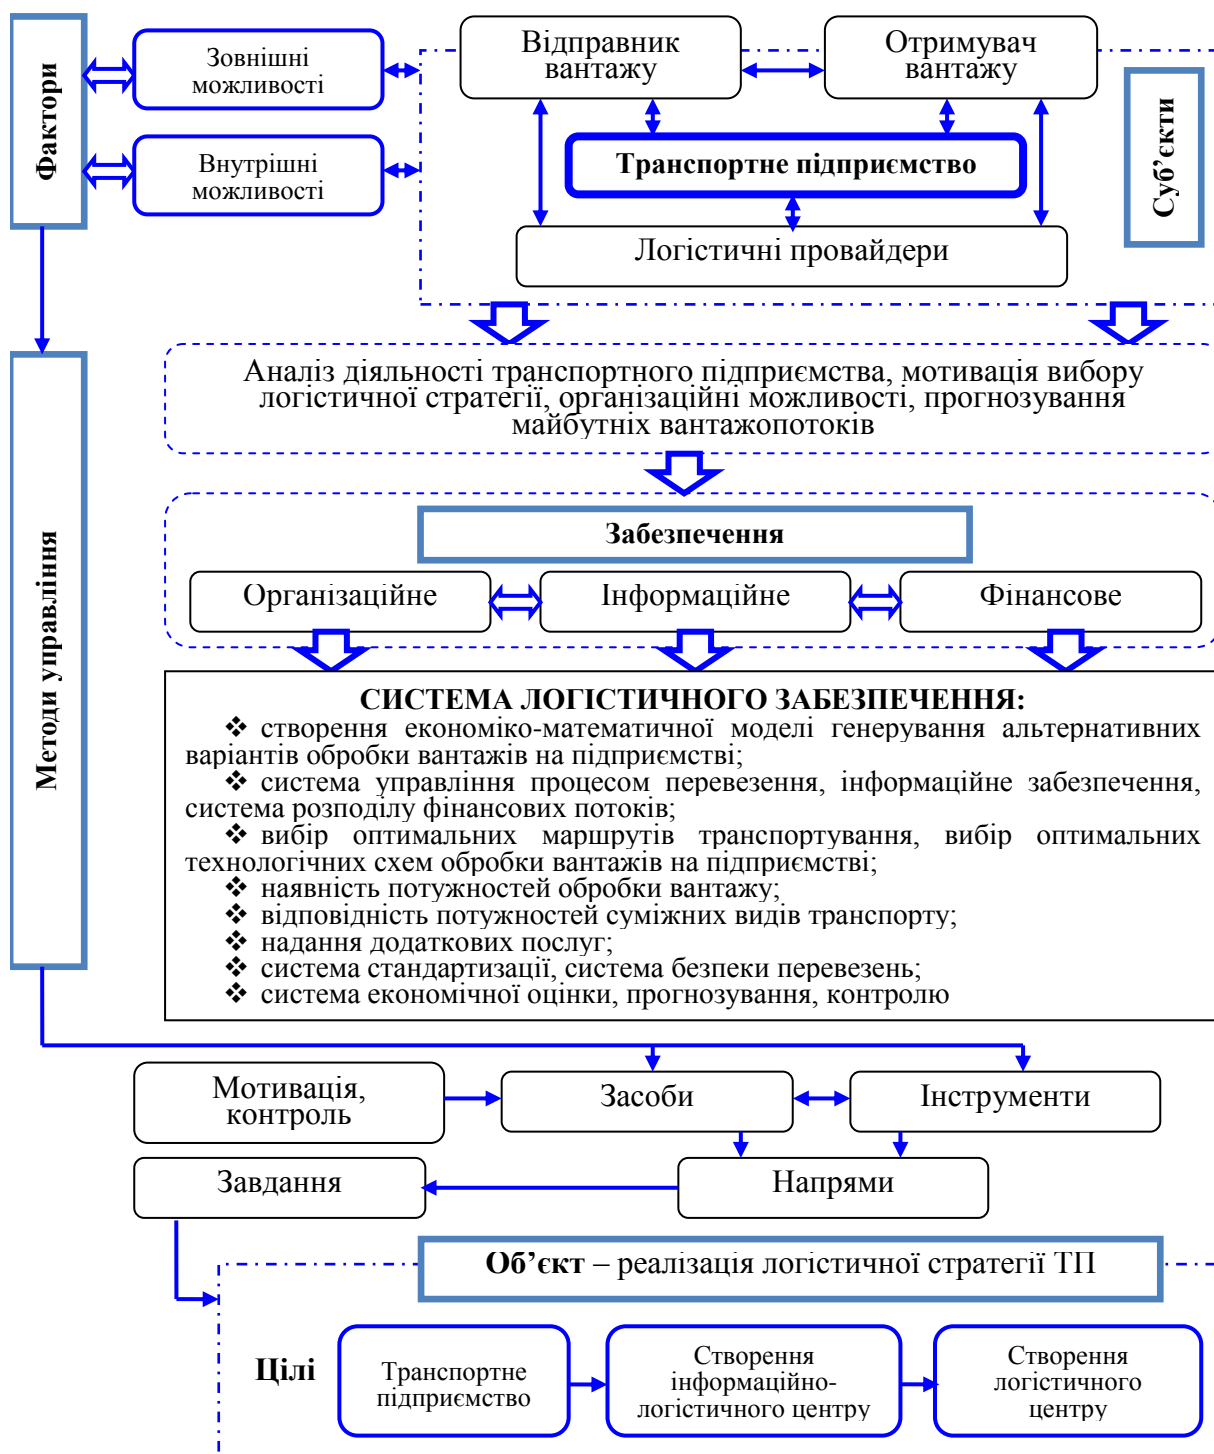 Фактори
Зовнішні
можливості
Внутрішні
можливості
Відправник
вантажу
Отримувач
вантажу
Транспортне підприємство
Логістичні провайдери
Суб’єкти
Методи управління
Аналіз діяльності транспортного підприємства, мотивація вибору
логістичної стратегії, організаційні можливості, прогнозування
майбутніх вантажопотоків
Забезпечення
Організаційне
Інформаційне
Фінансове
СИСТЕМА ЛОГІСТИЧНОГО ЗАБЕЗПЕЧЕННЯ:
❖ створення економіко-математичної моделі генерування альтернативних
варіантів обробки вантажів на підприємстві;
❖ система управління процесом перевезення, інформаційне забезпечення,
система розподілу фінансових потоків;
❖ вибір оптимальних маршрутів транспортування, вибір оптимальних
технологічних схем обробки вантажів на підприємстві;
❖ наявність потужностей обробки вантажу;
❖ відповідність потужностей суміжних видів транспорту;
❖ надання додаткових послуг;
❖ система стандартизації, система безпеки перевезень;
❖ система економічної оцінки, прогнозування, контролю
Мотивація,
контроль
Засоби
Інструменти
Завдання
Напрями
Об’єкт – реалізація логістичної стратегії ТП
Цілі
Транспортне
підприємство
Створення
інформаційно-
логістичного центру
Створення
логістичного
центру